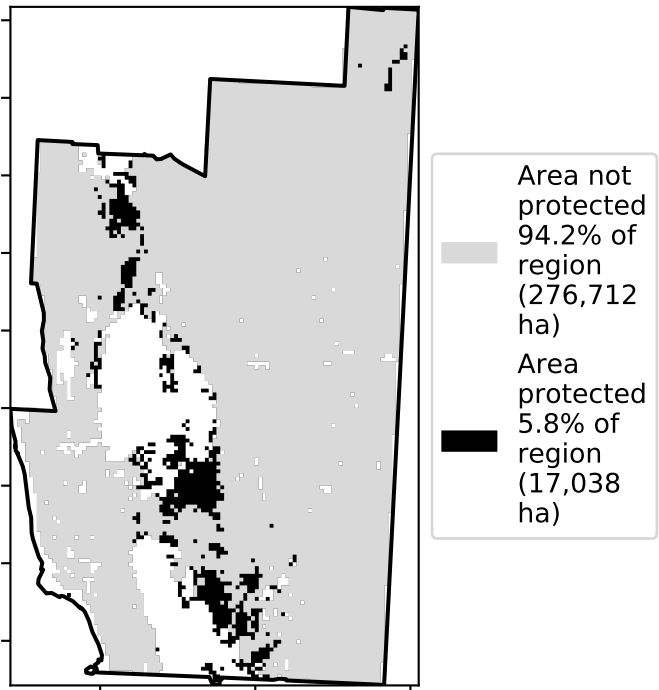 Area not
protected
94.2% of
region
(276,712
ha)
Area
protected
5.8% of
region
(17,038
ha)